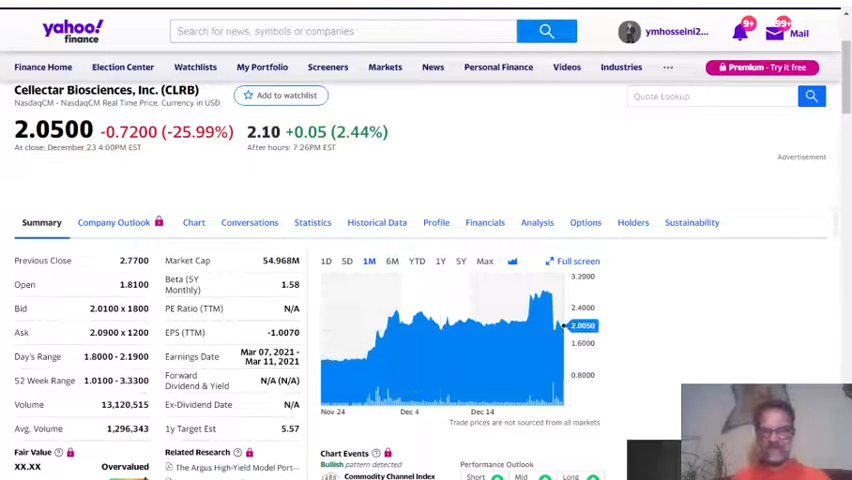 yahoo!
finance
Search for news, symbols or companies
ymhosseini2...
9+
99+
Mail
Finance Home Election Center Watchlists My Portfolio Screeners Markets News Personal Finance Videos Industries ... Premium - Try it free
Cellectar Biosciences, Inc. (CLRB)
NasdaqCM - NasdaqCM Real Time Price. Currency in USD
Add to watchlist
Quote Lookup
2.0500 -0.7200 (-25.99%) 2.10 +0.05 (2.44%)
At close: December 23 4:00PM EST After hours: 7:26PM EST
Advertisement
Summary Company Outlook Chart Conversations Statistics Historical Data Profile Financials Analysis Options Holders Sustainability
Previous Close 2.7700
Open 1.8100
Bid 2.0100 x 1800
Ask 2.0900 x 1200
Day's Range 1.8000 - 2.1900
52 Week Range 1.0100 - 3.3300
Volume 13,120,515
Avg. Volume 1,296,343
Market Cap 54.968M
Beta (5Y
Monthly) 1.58
PE Ratio (TTM) N/A
EPS (TTM) -1.0070
Earnings Date Mar 07, 2021 -
Mar 11, 2021
Forward
Dividend & Yield N/A (N/A)
Ex-Dividend Date N/A
1y Target Est 5.57
1D 5D 1M 6M YTD 1Y 5Y Max Full screen
3.2000
2.4000
2.0050
1.6000
0.8000
Nov 24 Dec 4 Dec 14
Trade prices are not sourced from all markets
Fair Value
XX.XX Overvalued
Related Research
The Argus High-Yield Model Port...
Chart Events
Bullish pattern detected
Commodity Channel Index
Performance Outlook
Short Mid Long